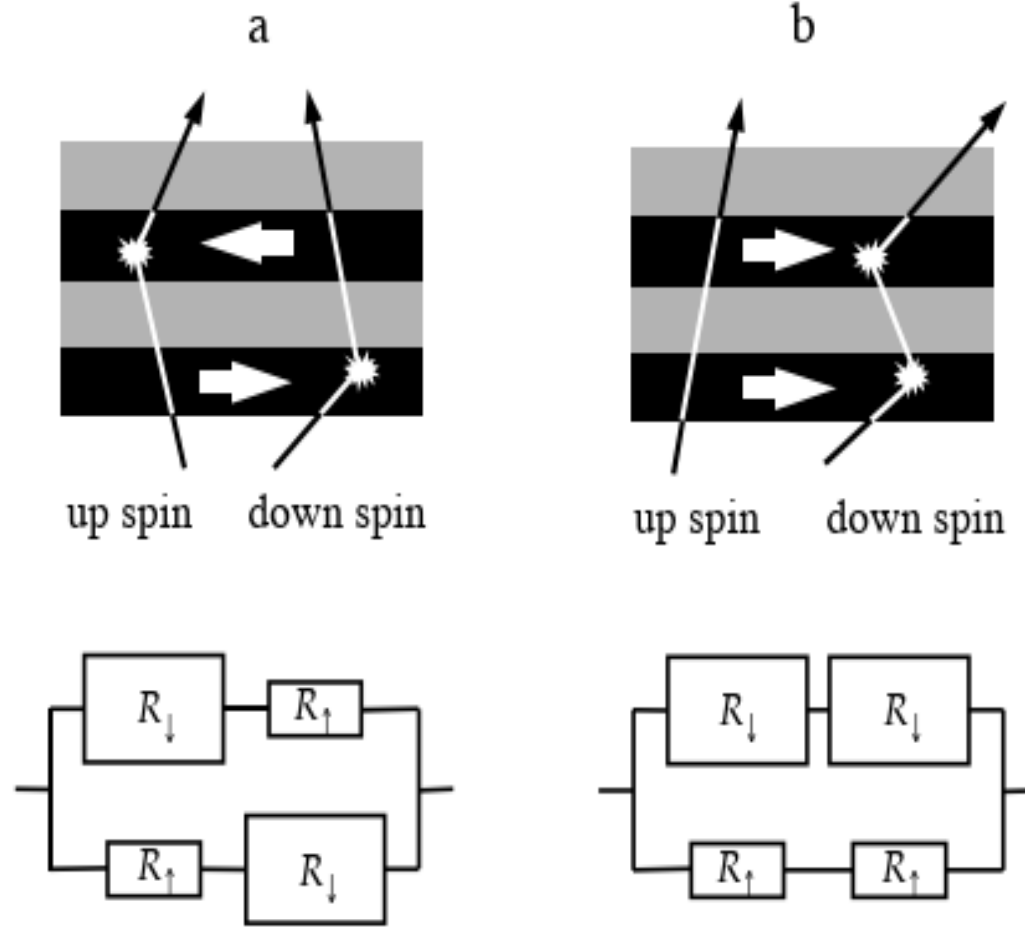 a b
up spin down spin up spin down spin
R↓ R↑ R↓ R↓
R↑ R↓ R↑ R↑